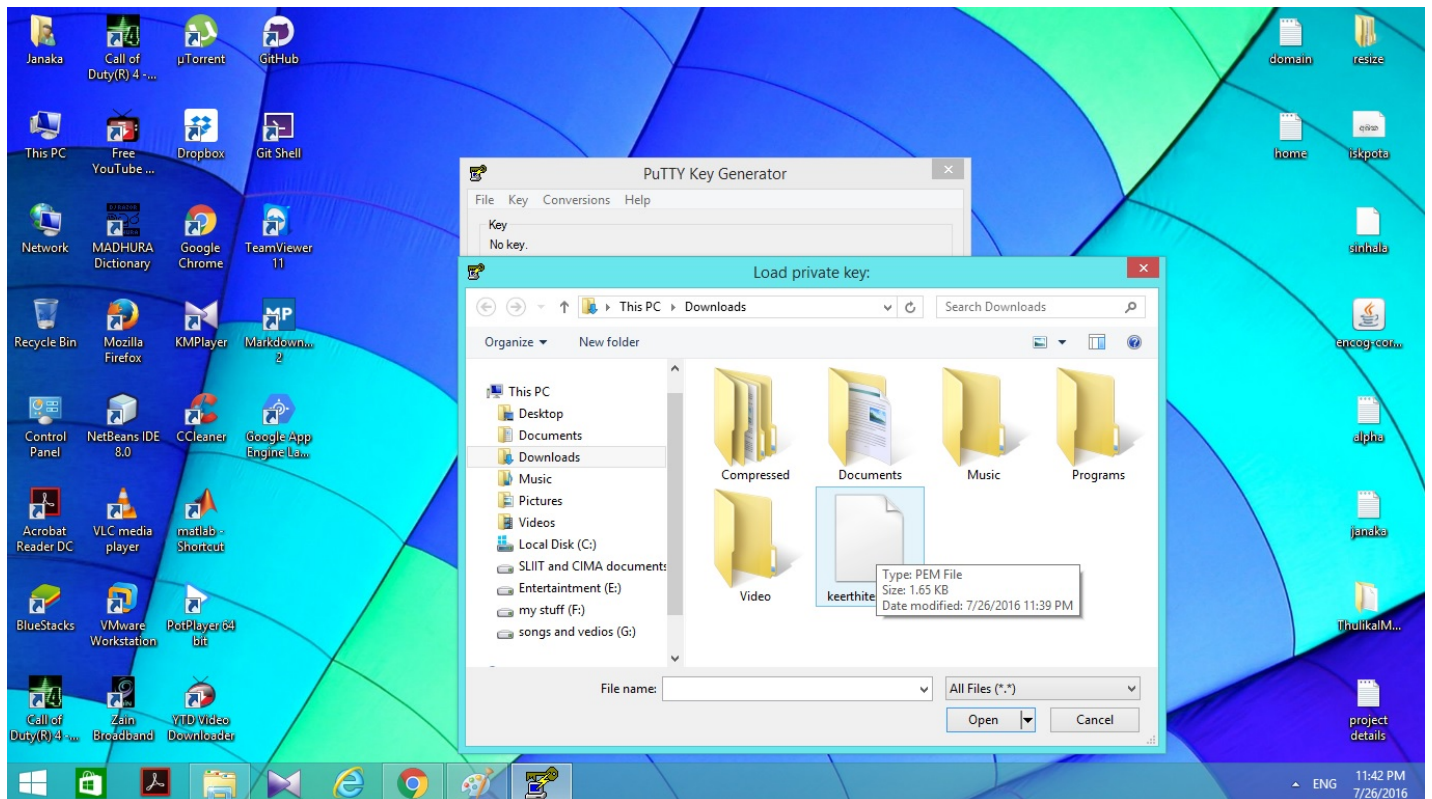 Janaka
Call of
Duty(R) 4 -...
µTorrent
GitHub
domain
resize
This PC
Free
YouTube ...
Dropbox
Git Shell
home
iskpota
Network
MADHURA
Dictionary
Google
Chrome
TeamViewer
11
sinhala
Recycle Bin
Mozilla
Firefox
KMPlayer
MP
Markdown...
2
encog-cor...
Control
Panel
NetBeans IDE
8.0
CCleaner
Google App
Engine La...
alpha
Acrobat
Reader DC
VLC media
player
matlab -
Shortcut
janaka
BlueStacks
VMware
Workstation
PotPlayer 64
bit
ThulikaIM...
Call of
Duty(R) 4 -...
Zain
Broadband
YTD Video
Downloader
project
details
PuTTY Key Generator
File Key Conversions Help
Key
No key.
Load private key:
This PC Downloads
Search Downloads
Organize New folder
This PC
Desktop
Documents
Downloads
Music
Pictures
Videos
Local Disk (C:)
SLIIT and CIMA documents
Entertaintment (E:)
my stuff (F:)
songs and vedios (G:)
Compressed
Documents
Music
Programs
Video
keerthite
Type: PEM File
Size: 1.65 KB
Date modified: 7/26/2016 11:39 PM
File name:
All Files (*.*)
Open
Cancel
ENG
11:42 PM
7/26/2016